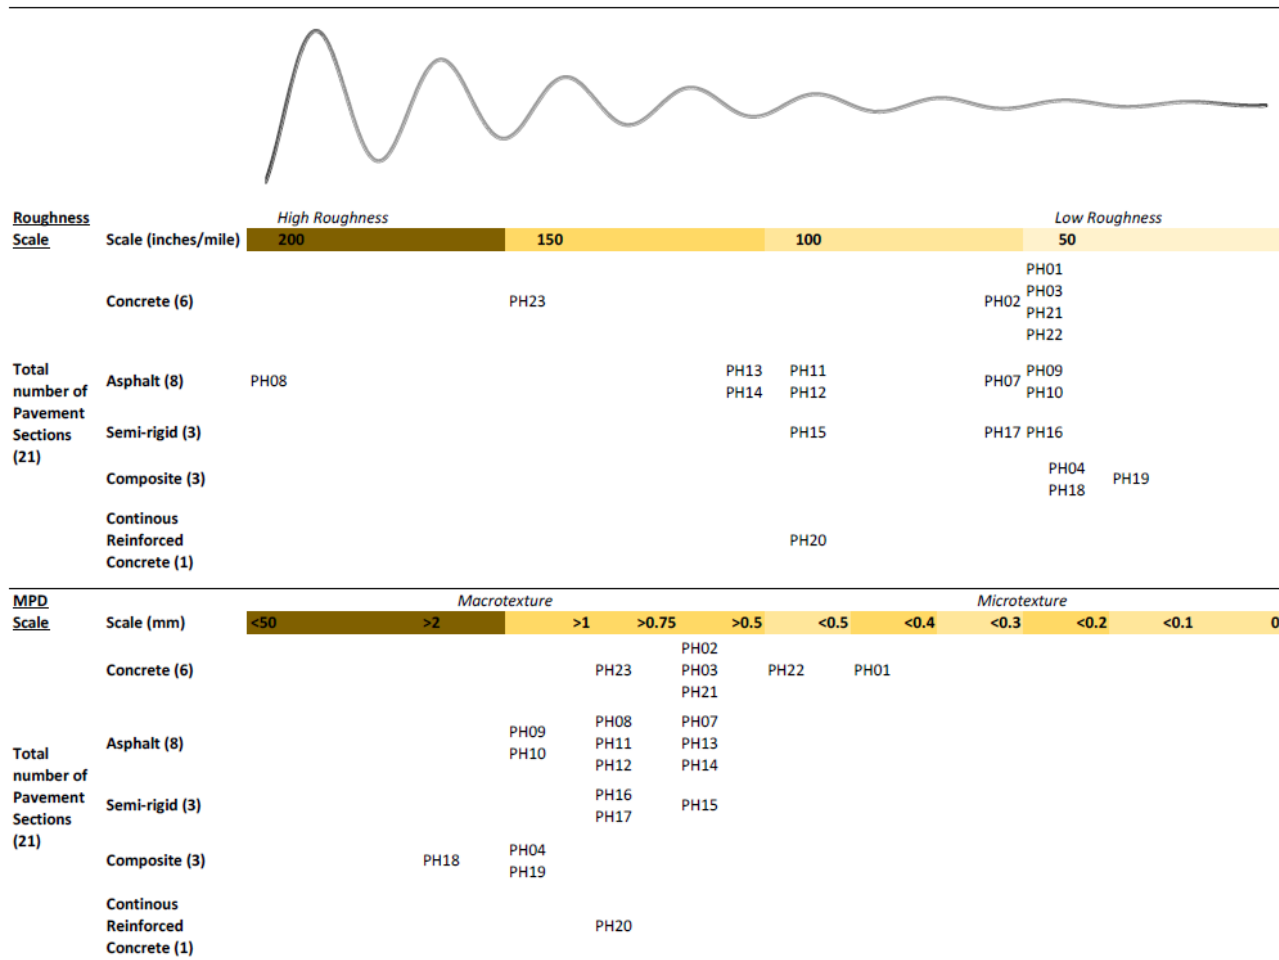 Roughness High Roughness Low Roughness
Scale Scale (inches/mile) 200 150 100 50
PH01
Concrete (6) PH23 PH02 PH03
PH21
PH22
Total number of Pavement Sections (21)
Asphalt (8) PH08 PH13 PH11 PH07 PH09
PH14 PH12 PH10
Semi-rigid (3) PH15 PH17 PH16
Composite (3) PH04 PH19
PH18
Continous
Reinforced PH20
Concrete (1)
MPD Macrotexture Microtexture
Scale Scale (mm) <50 >2 >1 >0.75 >0.5 <0.5 <0.4 <0.3 <0.2 <0.1 0
PH02
Concrete (6) PH23 PH03 PH22 PH01
PH21
Total number of Pavement Sections (21)
PH08 PH07
Asphalt (8) PH09 PH11 PH13
PH10 PH12 PH14
Semi-rigid (3) PH16 PH15
PH17
Composite (3) PH18 PH04
PH19
Continous
Reinforced PH20
Concrete (1)